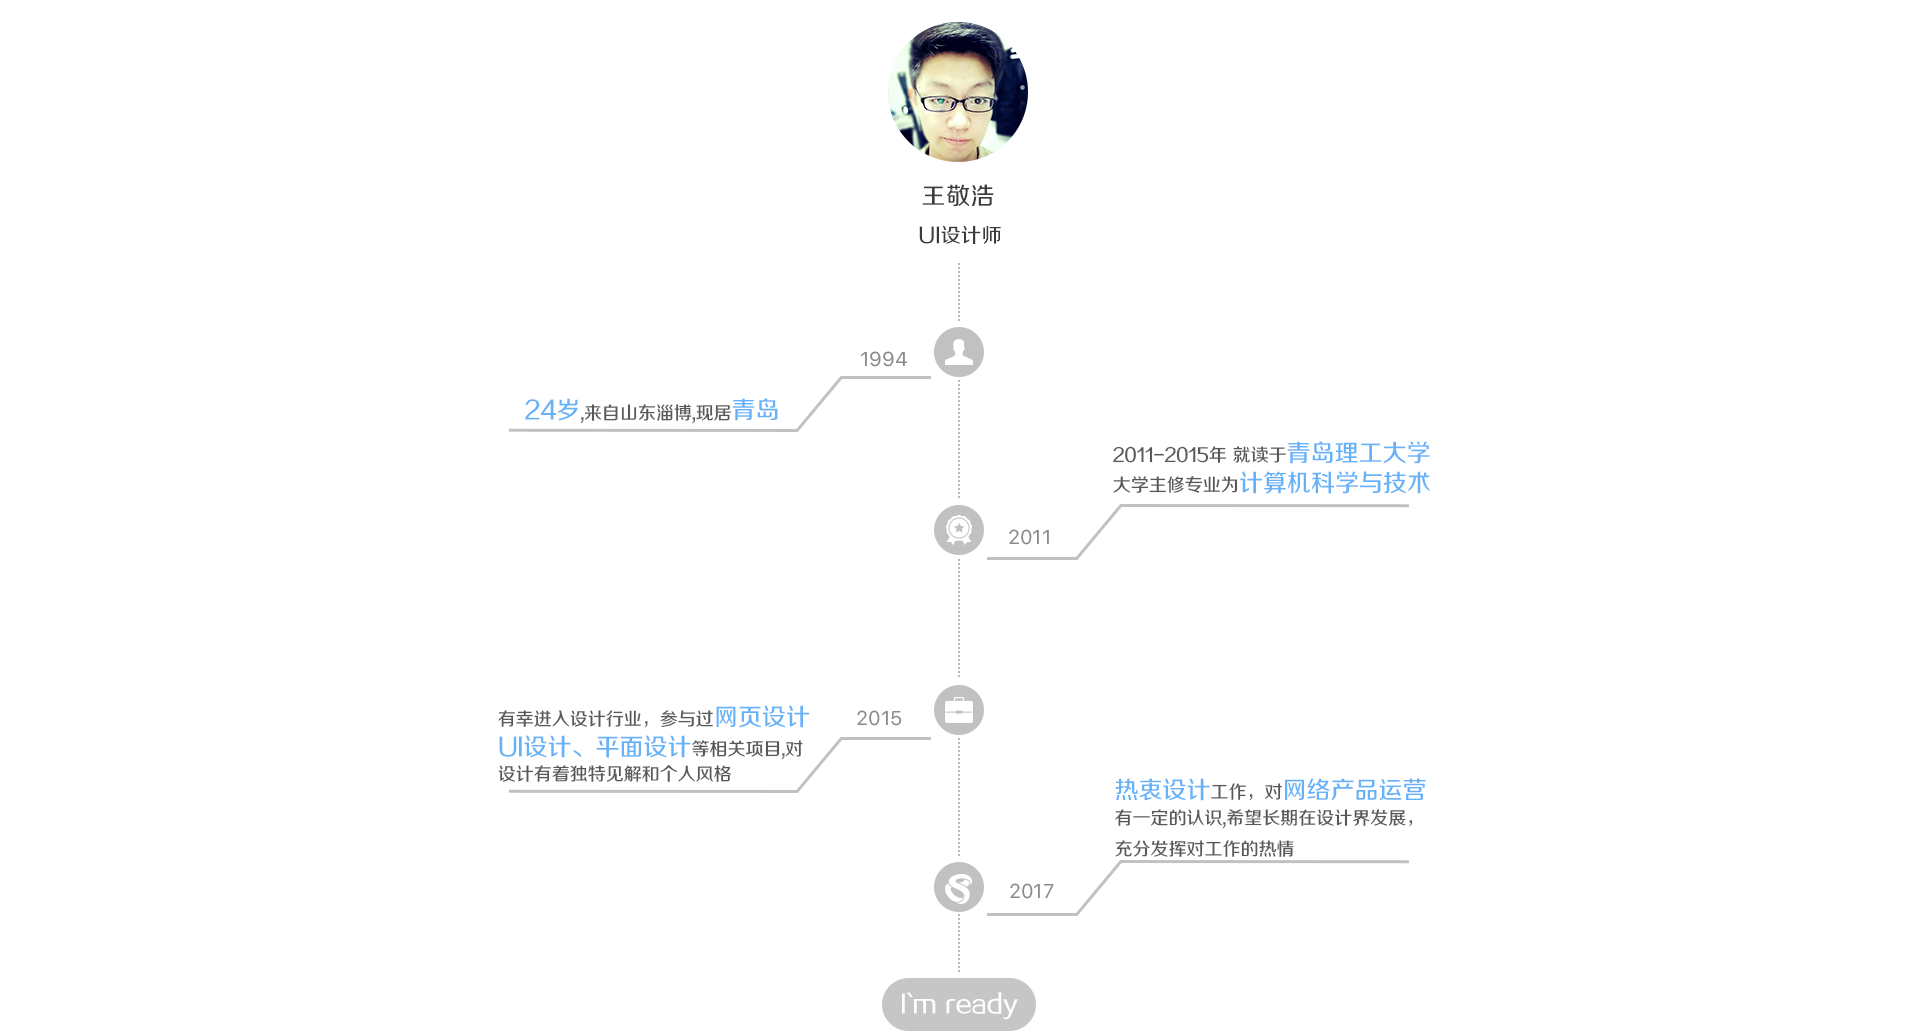 王敬浩
UI设计师
1994
24岁,来自山东淄博,现居青岛
2011-2015年 就读于青岛理工大学
大学主修专业为计算机科学与技术
2011
有幸进入设计行业，参与过网页设计
UI设计、平面设计等相关项目,对
设计有着独特见解和个人风格
2015
热衷设计工作，对网络产品运营
有一定的认识,希望长期在设计界发展，
充分发挥对工作的热情
2017
I`m ready